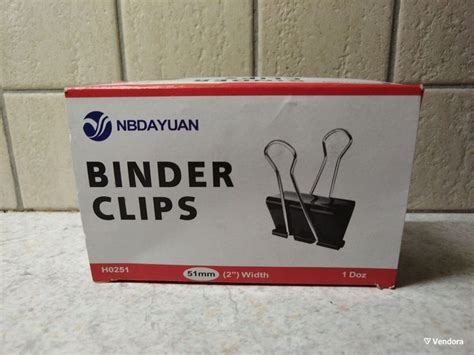 NBDAYUAN
BINDER
CLIPS
H0251
51mm (2") Width
1 Doz
Vendora